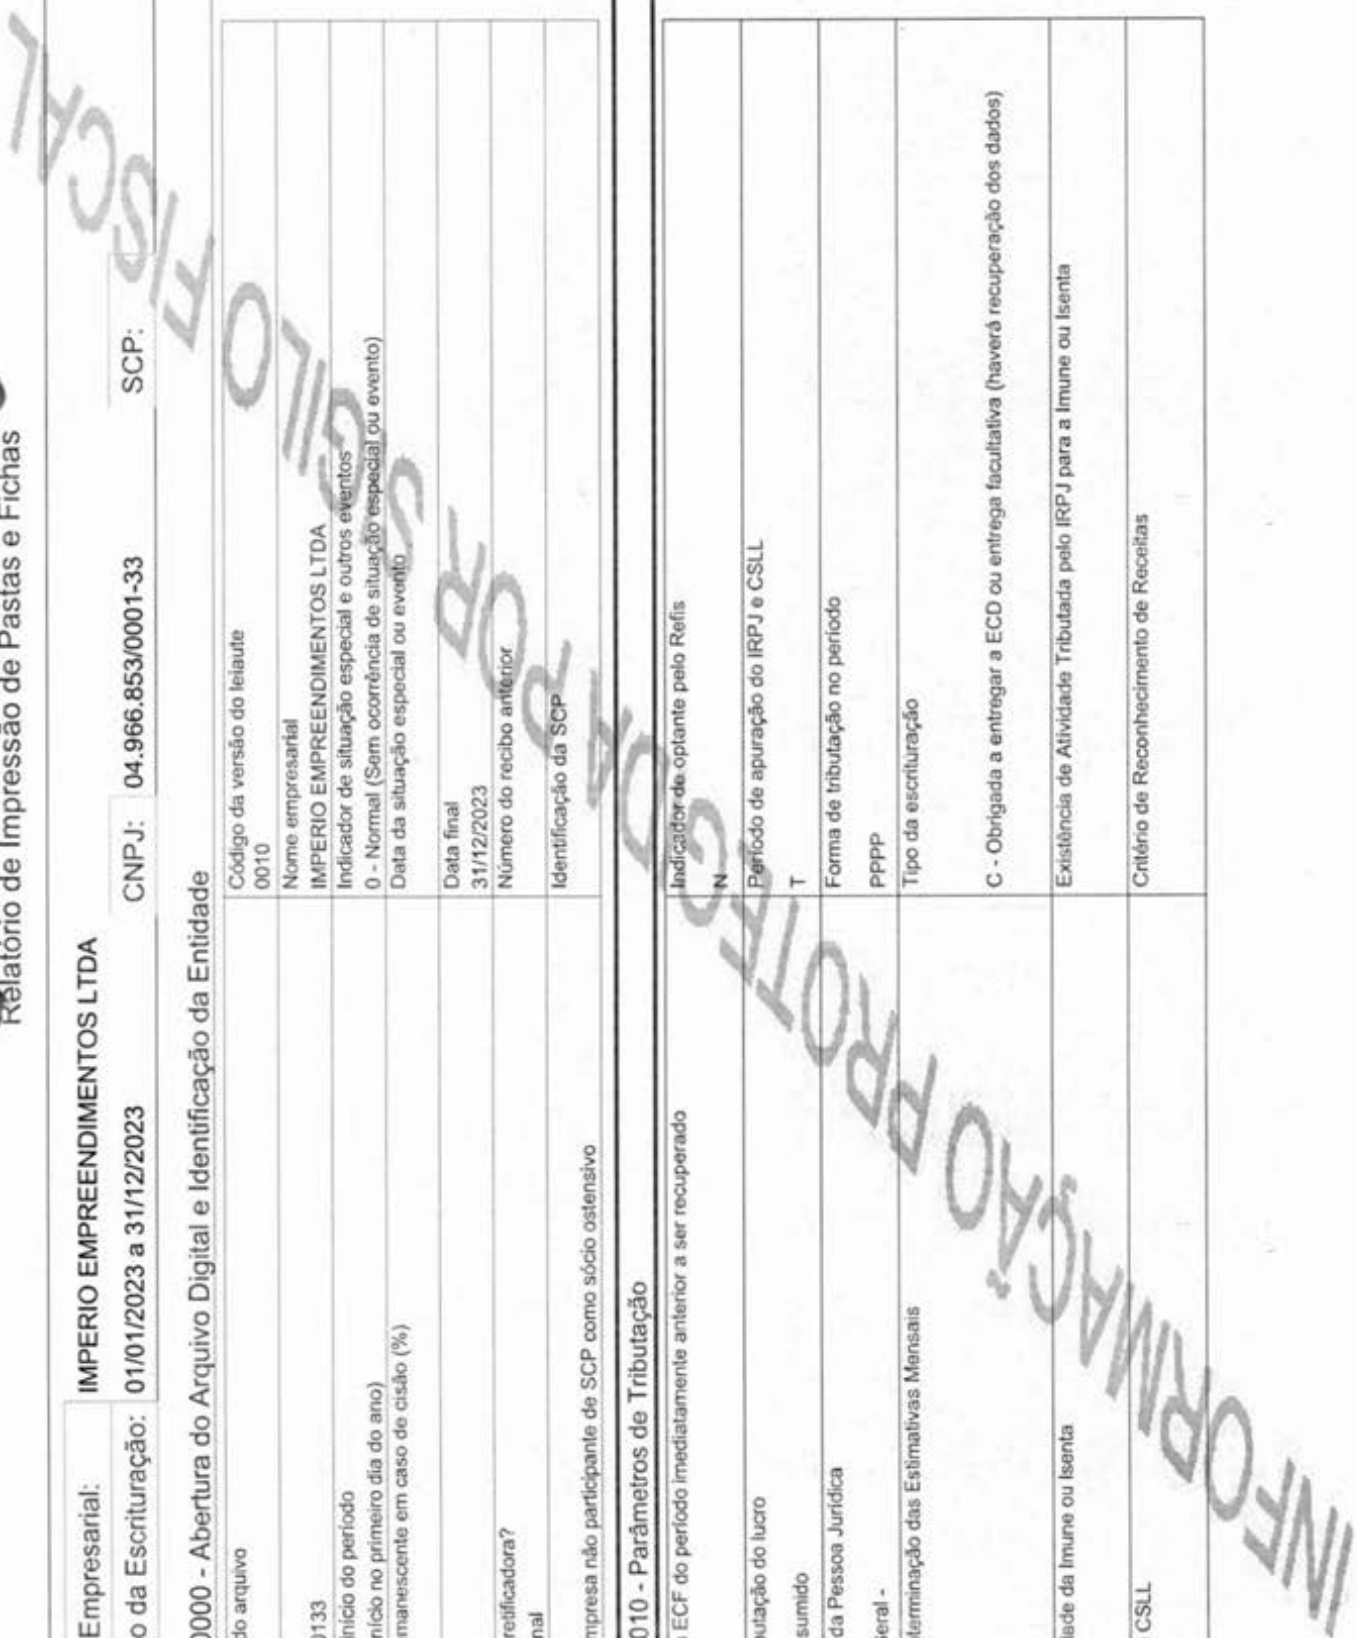 Relatório de Impressão de Pastas e Fichas
Empresarial: IMPERIO EMPREENDIMENTOS LTDA
o da Escrituração: 01/01/2023 a 31/12/2023 CNPJ: 04.966.853/0001-33 SCP:
0000 - Abertura do Arquivo Digital e Identificação da Entidade
do arquivo
Código da versão do leiaute
0010
Nome empresarial
0133
IMPERIO EMPREENDIMENTOS LTDA
início do período
Indicador de situação especial e outros eventos
nício no primeiro dia do ano)
0 - Normal (Sem ocorrência de situação especial ou evento)
manescente em caso de cisão (%)
Data da situação especial ou evento
Data final
31/12/2023
retificadora?
Número do recibo anterior
nal
mpresa não participante de SCP como sócio ostensivo
Identificação da SCP
010 - Parâmetros de Tributação
ECF do período imediatamente anterior a ser recuperado
Indicador de optante pelo Refis
N
utação do lucro
Período de apuração do IRPJ e CSLL
sumido
T
da Pessoa Jurídica
Forma de tributação no período
eral -
PPPP
terminação das Estimativas Mensais
Tipo da escrituração
C - Obrigada a entregar a ECD ou entrega facultativa (haverá recuperação dos dados)
ade da Imune ou Isenta
Existência de Atividade Tributada pelo IRPJ para a Imune ou Isenta
CSLL
Critério de Reconhecimento de Receitas
INFORMAÇÃO PROTEGIDA POR SIGILO FISCAL